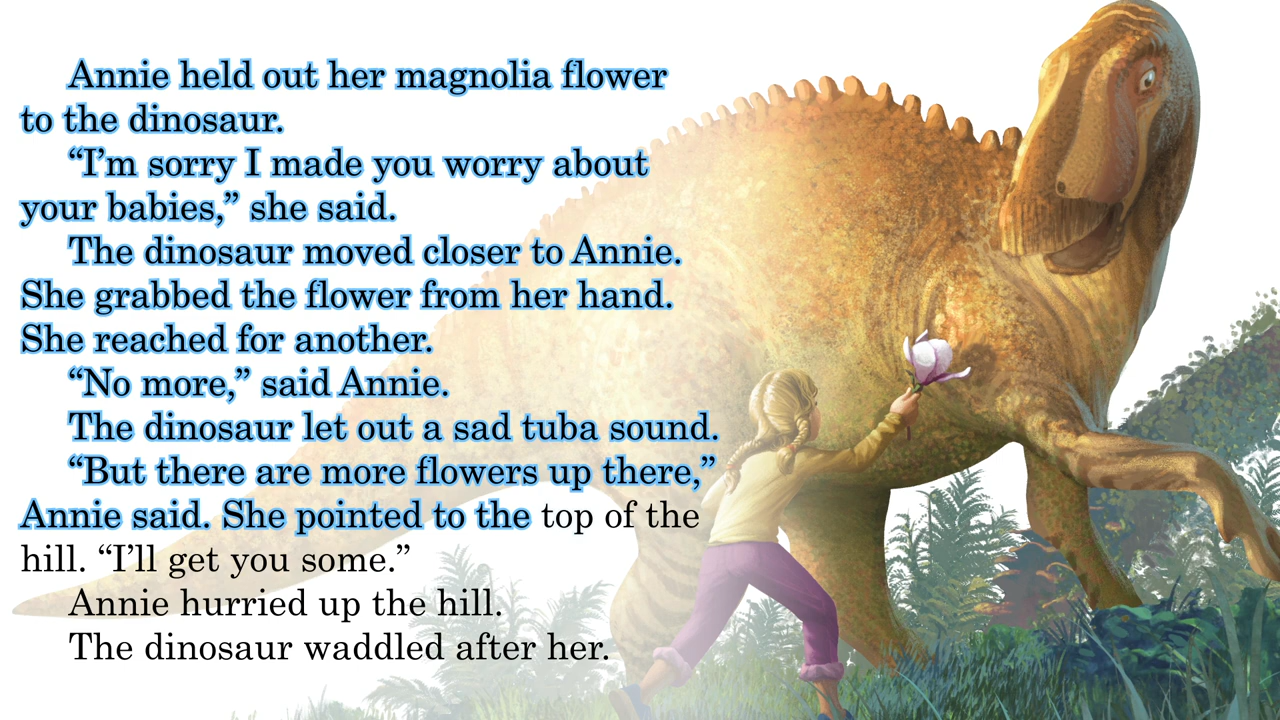 Annie held out her magnolia flower
to the dinosaur.
“I’m sorry I made you worry about
your babies,” she said.
The dinosaur moved closer to Annie.
She grabbed the flower from her hand.
She reached for another.
“No more,” said Annie.
The dinosaur let out a sad tuba sound.
“But there are more flowers up there,”
Annie said. She pointed to the top of the
hill. “I’ll get you some.”
Annie hurried up the hill.
The dinosaur waddled after her.